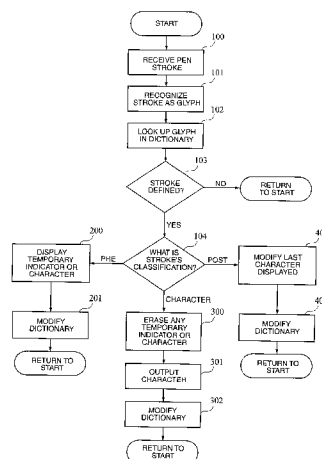 START
100
RECEIVE PEN
STROKE
101
RECOGNIZE
STROKE AS GLYPH
102
LOOK UP GLYPH
IN DICTIONARY
103
STROKE
DEFINED?
NO
RETURN
TO START
YES
104
WHAT IS
STROKE'S
CLASSIFICATION?
PRE
POST
CHARACTER
200
DISPLAY
TEMPORARY
INDICATOR OR
CHARACTER
201
MODIFY
DICTIONARY
RETURN TO
START
300
ERASE ANY
TEMPORARY
INDICATOR OR
CHARACTER
301
OUTPUT
CHARACTER
302
MODIFY
DICTIONARY
RETURN TO
START
40
MODIFY LAST
CHARACTER
DISPLAYED
40
MODIFY
DICTIONARY
RETURN TO
START